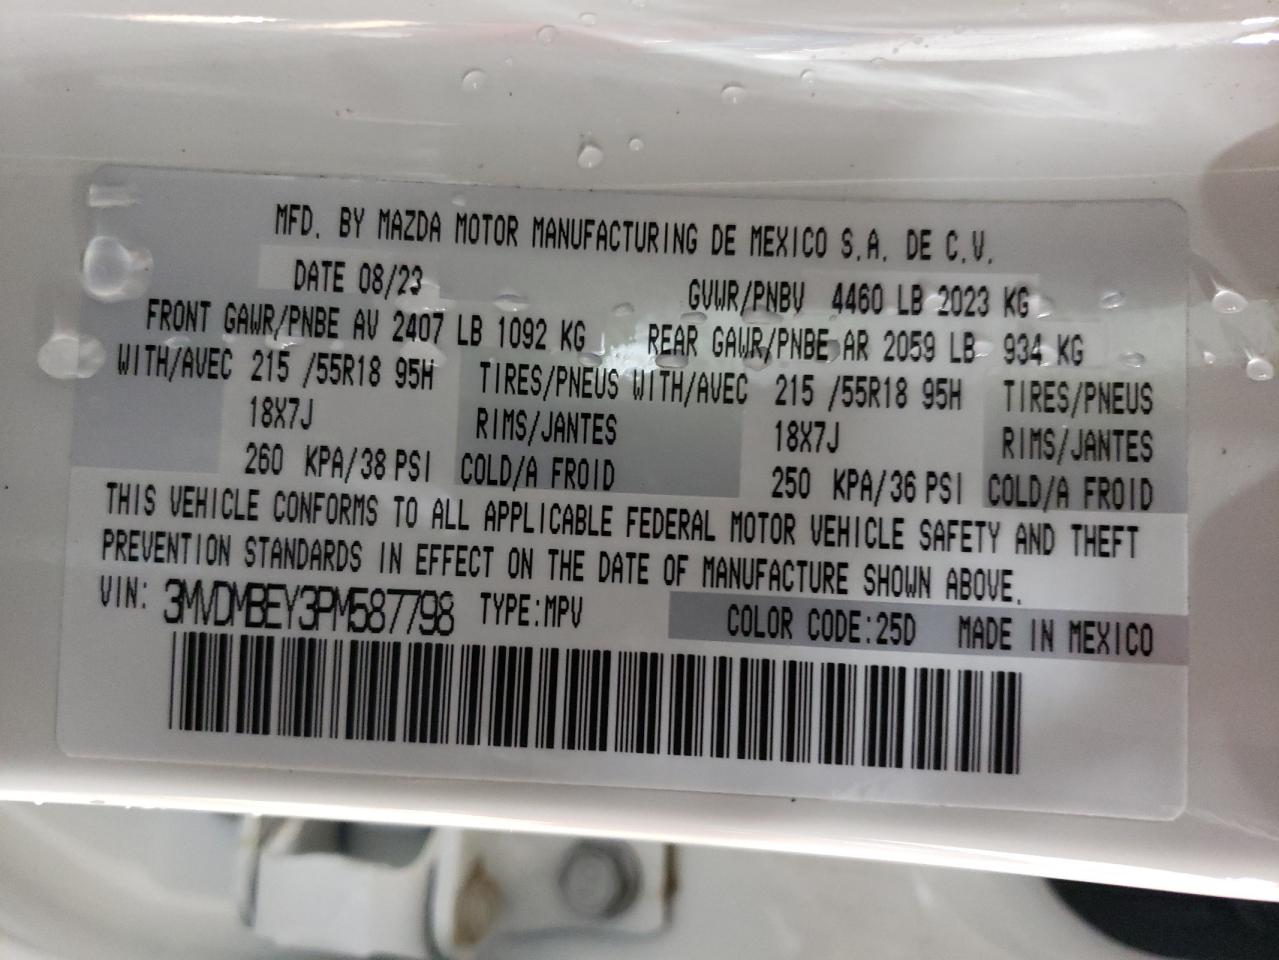 MFD. BY MAZDA MOTOR MANUFACTURING DE MEXICO S.A. DE C.V.
DATE 08/23 GVWR/PNBV 4460 LB 2023 KG
FRONT GAWR/PNBE AV 2407 LB 1092 KG REAR GAWR/PNBE AR 2059 LB 934 KG
WITH/AVEC 215 /55R18 95H TIRES/PNEUS WITH/AVEC 215 /55R18 95H TIRES/PNEUS
18X7J RIMS/JANTES 18X7J RIMS/JANTES
260 KPA/38 PSI COLD/A FROID 250 KPA/36 PSI COLD/A FROID
THIS VEHICLE CONFORMS TO ALL APPLICABLE FEDERAL MOTOR VEHICLE SAFETY AND THEFT
PREVENTION STANDARDS IN EFFECT ON THE DATE OF MANUFACTURE SHOWN ABOVE.
VIN: 3MVDMBEY3PM587798 TYPE:MPV COLOR CODE:25D MADE IN MEXICO